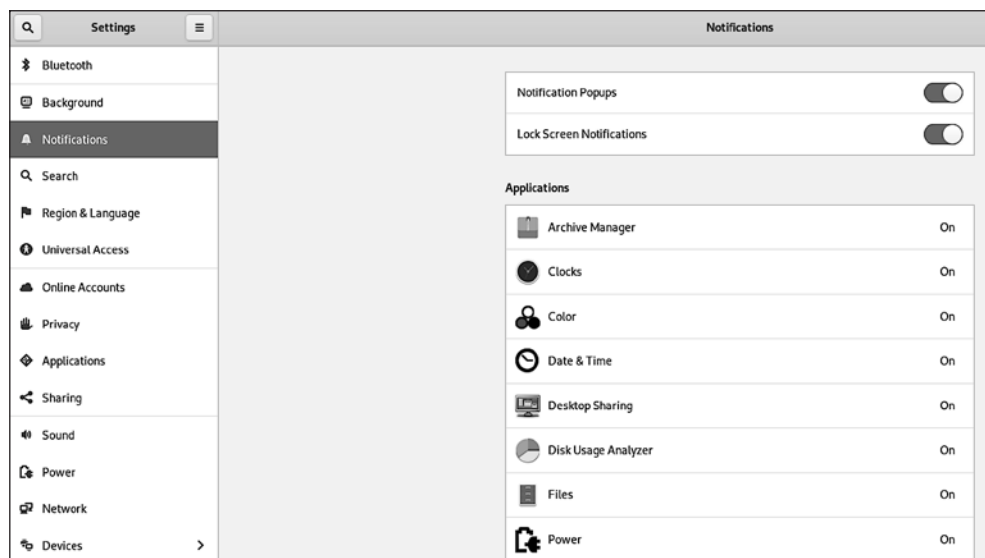 Settings
Notifications
Bluetooth
Background
Notifications
Search
Region & Language
Universal Access
Online Accounts
Privacy
Applications
Sharing
Sound
Power
Network
Devices
Notification Popups
Lock Screen Notifications
Applications
Archive Manager On
Clocks On
Color On
Date & Time On
Desktop Sharing On
Disk Usage Analyzer On
Files On
Power On